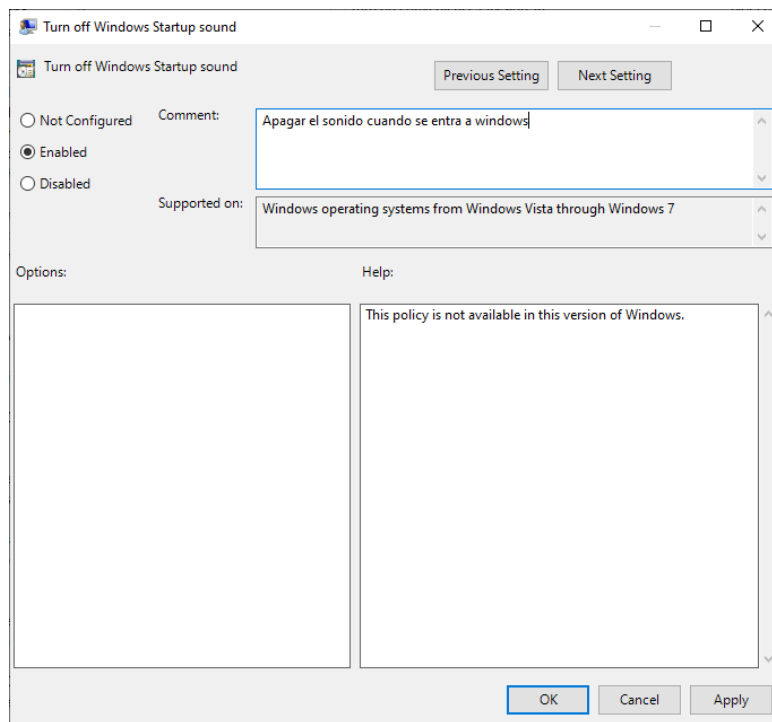 Turn off Windows Startup sound
Turn off Windows Startup sound
Previous Setting
Next Setting
Not Configured
Enabled
Disabled
Comment:
Apagar el sonido cuando se entra a windows
Supported on:
Windows operating systems from Windows Vista through Windows 7
Options:
Help:
This policy is not available in this version of Windows.
OK
Cancel
Apply